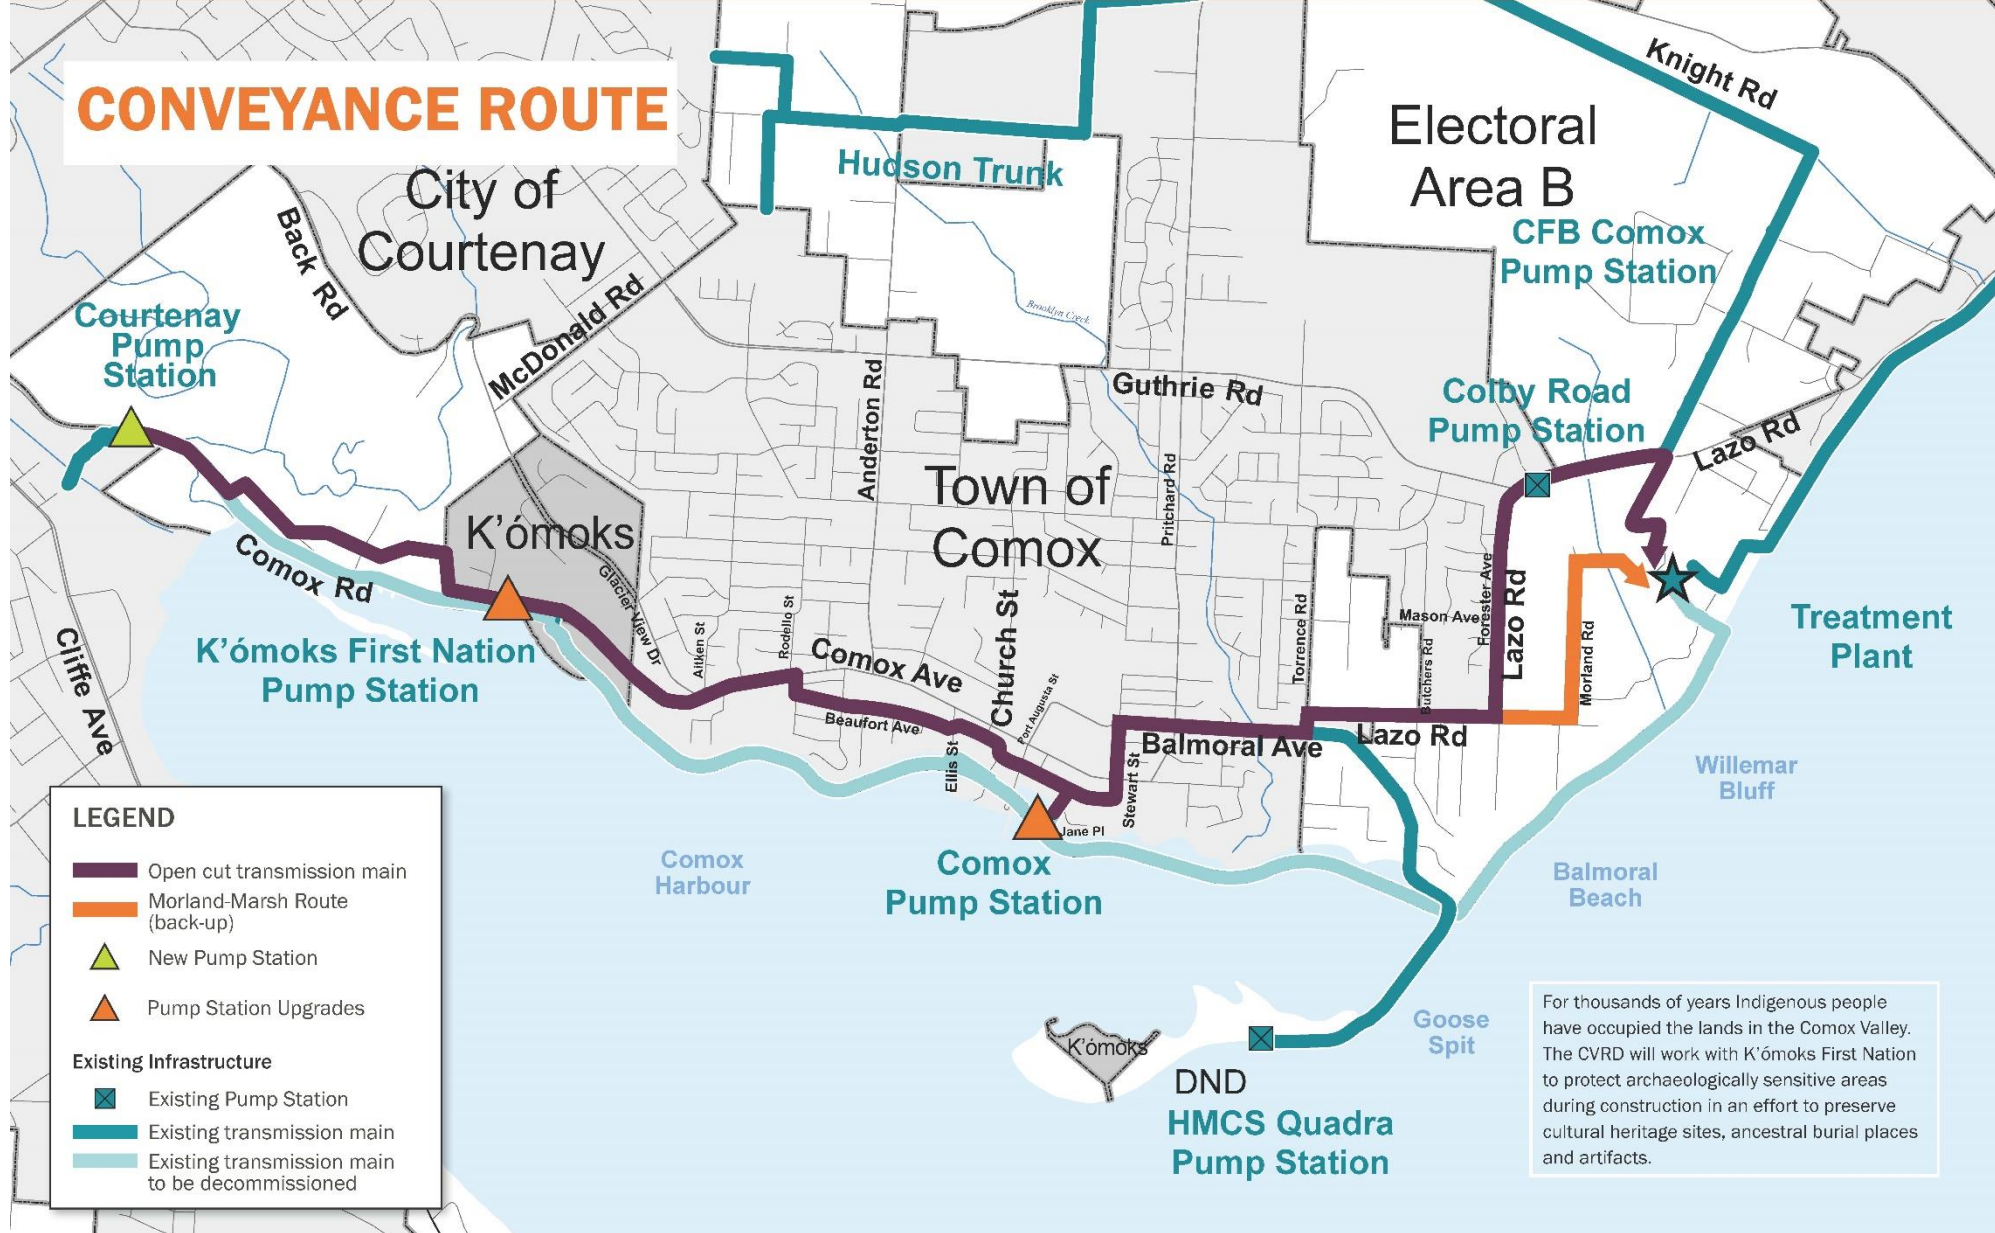 CONVEYANCE ROUTE
City of
Courtenay
Back Rd
McDonald Rd
Hudson Trunk
Brooklyn Creek
Knight Rd
Electoral
Area B
CFB Comox
Pump Station
Courtenay
Pump
Station
Guthrie Rd
Anderton Rd
Colby Road
Pump Station
Lazo Rd
Town of
Comox
Pritchard Rd
K'ómoks
Glacier View Dr
Comox Rd
K'ómoks First Nation
Pump Station
Cliffe Ave
Aitken St
Rodello St
Comox Ave
Beaufort Ave
Church St
Port Augusta St
Ellis St
Stewart St
Jane Pl
Balmoral Ave
Torrence Rd
Mason Ave
Butchers Rd
Forester Ave
Lazo Rd
Lazo Rd
Morland Rd
Treatment
Plant
Willemar
Bluff
Balmoral
Beach
Comox
Harbour
Comox
Pump Station
Goose
Spit
K'ómoks
DND
HMCS Quadra
Pump Station
LEGEND
Open cut transmission main
Morland-Marsh Route
(back-up)
New Pump Station
Pump Station Upgrades
Existing Infrastructure
Existing Pump Station
Existing transmission main
Existing transmission main
to be decommissioned
For thousands of years Indigenous people
have occupied the lands in the Comox Valley.
The CVRD will work with K'ómoks First Nation
to protect archaeologically sensitive areas
during construction in an effort to preserve
cultural heritage sites, ancestral burial places
and artifacts.